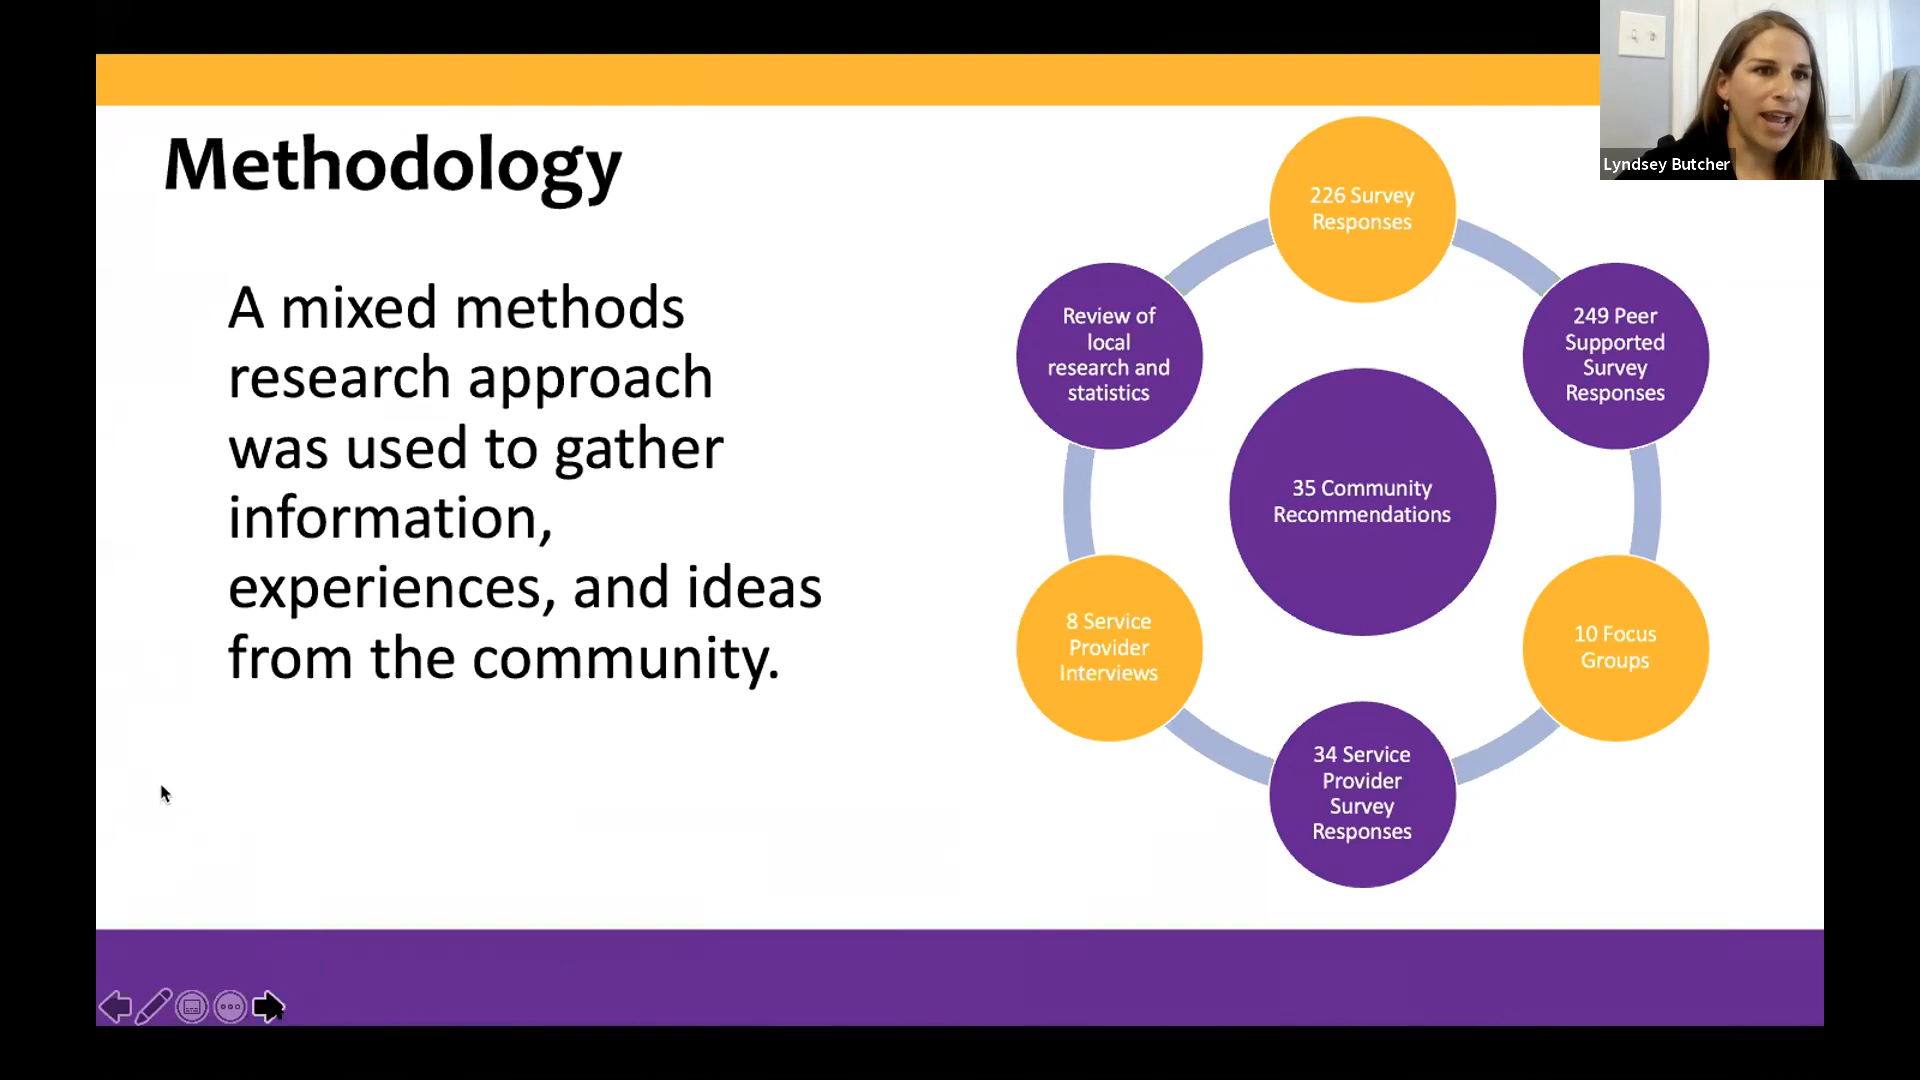 Methodology
A mixed methods
research approach
was used to gather
information,
experiences, and ideas
from the community.
226 Survey
Responses
249 Peer
Supported
Survey
Responses
10 Focus
Groups
34 Service
Provider
Survey
Responses
8 Service
Provider
Interviews
Review of
local
research and
statistics
35 Community
Recommendations
Lyndsey Butcher